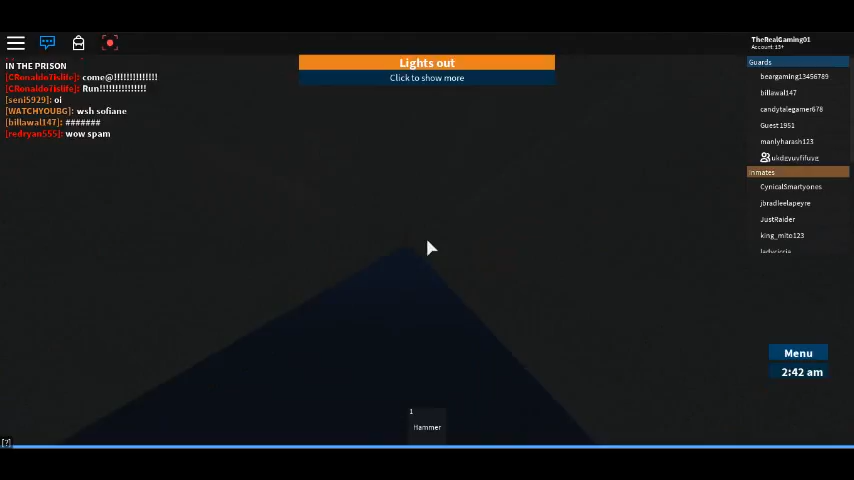 TheRealGaming01
Account: 13+
Lights out
Click to show more
IN THE PRISON
[CRonaldoTislife]: come@!!!!!!!!!!!!!!
[CRonaldoTislife]: Run!!!!!!!!!!!!!!!
[seni5929]: oi
[WATCHYOUBG]: wsh sofiane
[billawal147]: #######
[redryan555]: wow spam
Guards
beargaming13456789
billawal147
candytalegamer678
Guest 1951
manlyharash123
Inmates
CynicalSmartyones
jbradleelapeyre
JustRaider
king_mito123
Menu
2:42 am
1
Hammer
[?]